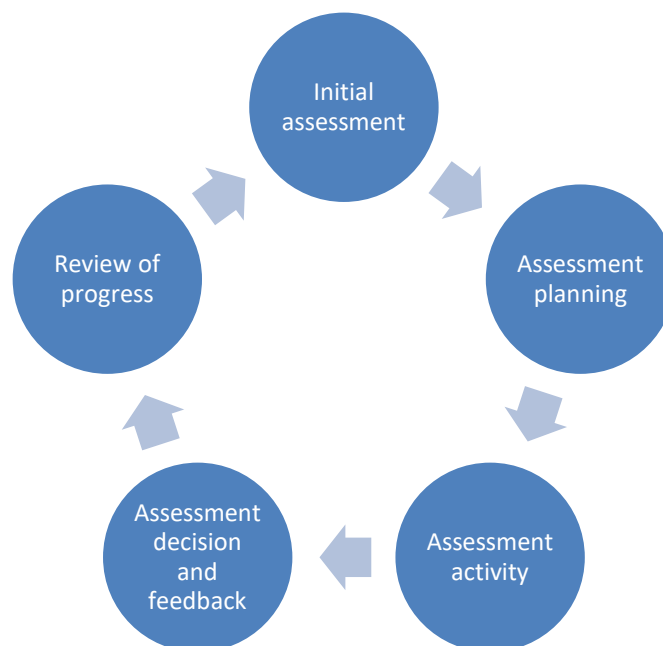 Initial
assessment
Assessment
planning
Assessment
activity
Assessment
decision
and
feedback
Review of
progress